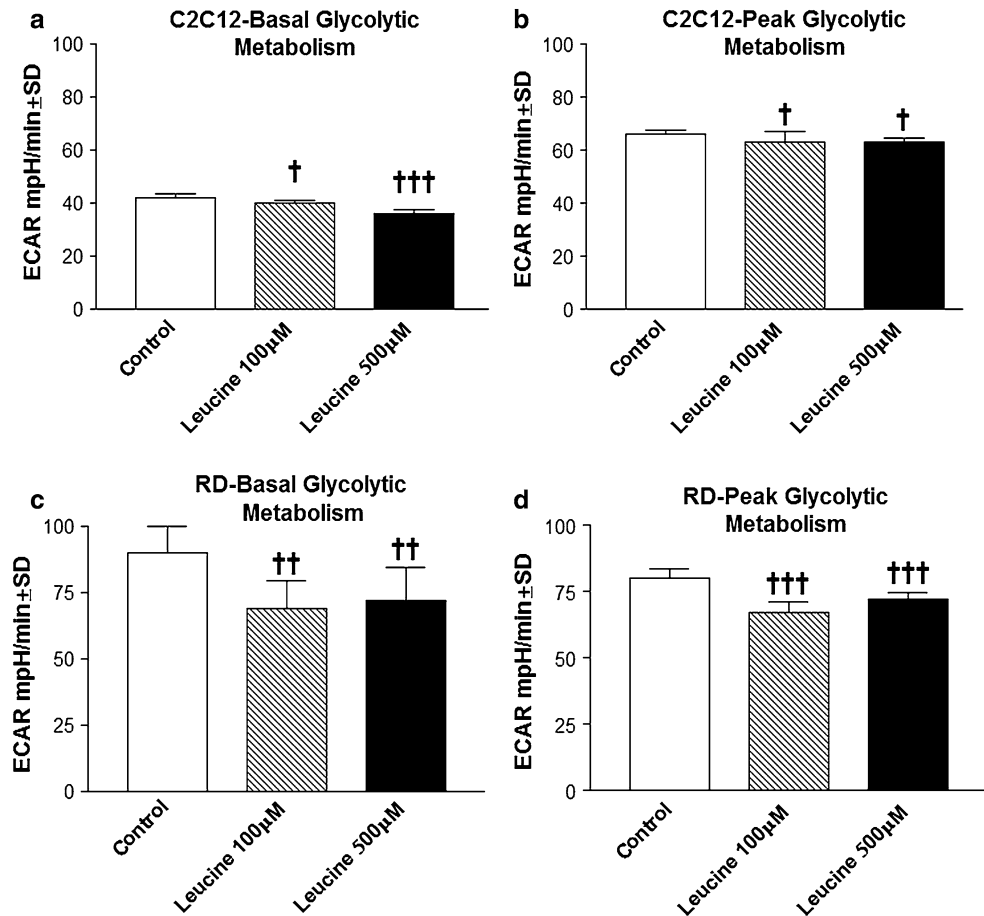 a
C2C12-Basal Glycolytic
Metabolism
ECAR mpH/min±SD
100
80
60
40
20
0
†
†††
Control
Leucine 100µM
Leucine 500µM
b
C2C12-Peak Glycolytic
Metabolism
ECAR mpH/min±SD
100
80
60
40
20
0
†
†
Control
Leucine 100µM
Leucine 500µM
c
RD-Basal Glycolytic
Metabolism
ECAR mpH/min±SD
100
75
50
25
0
††
††
Control
Leucine 100µM
Leucine 500µM
d
RD-Peak Glycolytic
Metabolism
ECAR mpH/min±SD
100
75
50
25
0
†††
†††
Control
Leucine 100µM
Leucine 500µM